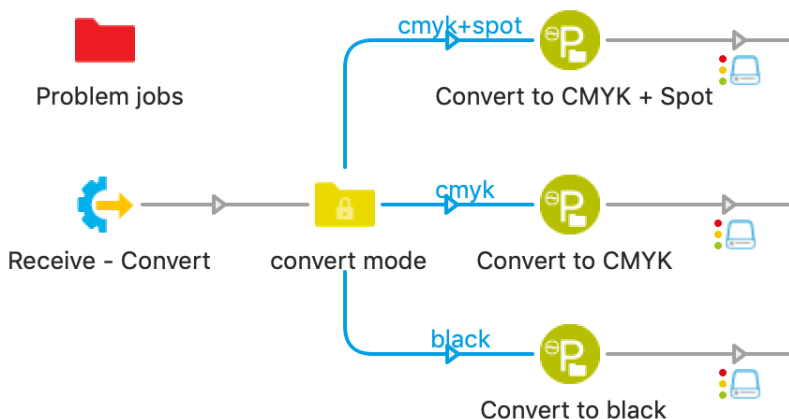 cmyk+spot
Problem jobs
Convert to CMYK + Spot
cmyk
Receive - Convert
convert mode
Convert to CMYK
black
Convert to black